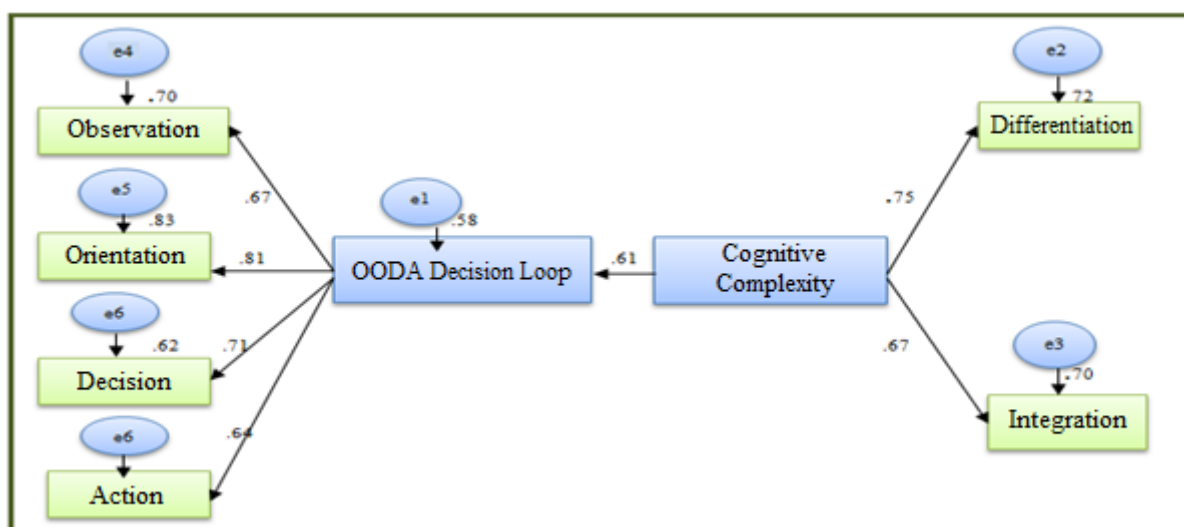 e4
.70
Observation
e5
.83
Orientation
e6
.62
Decision
e6
Action
.67
.81
.71
.64
e1
.58
OODA Decision Loop
.61
Cognitive
Complexity
.75
.67
e2
72
Differentiation
e3
.70
Integration